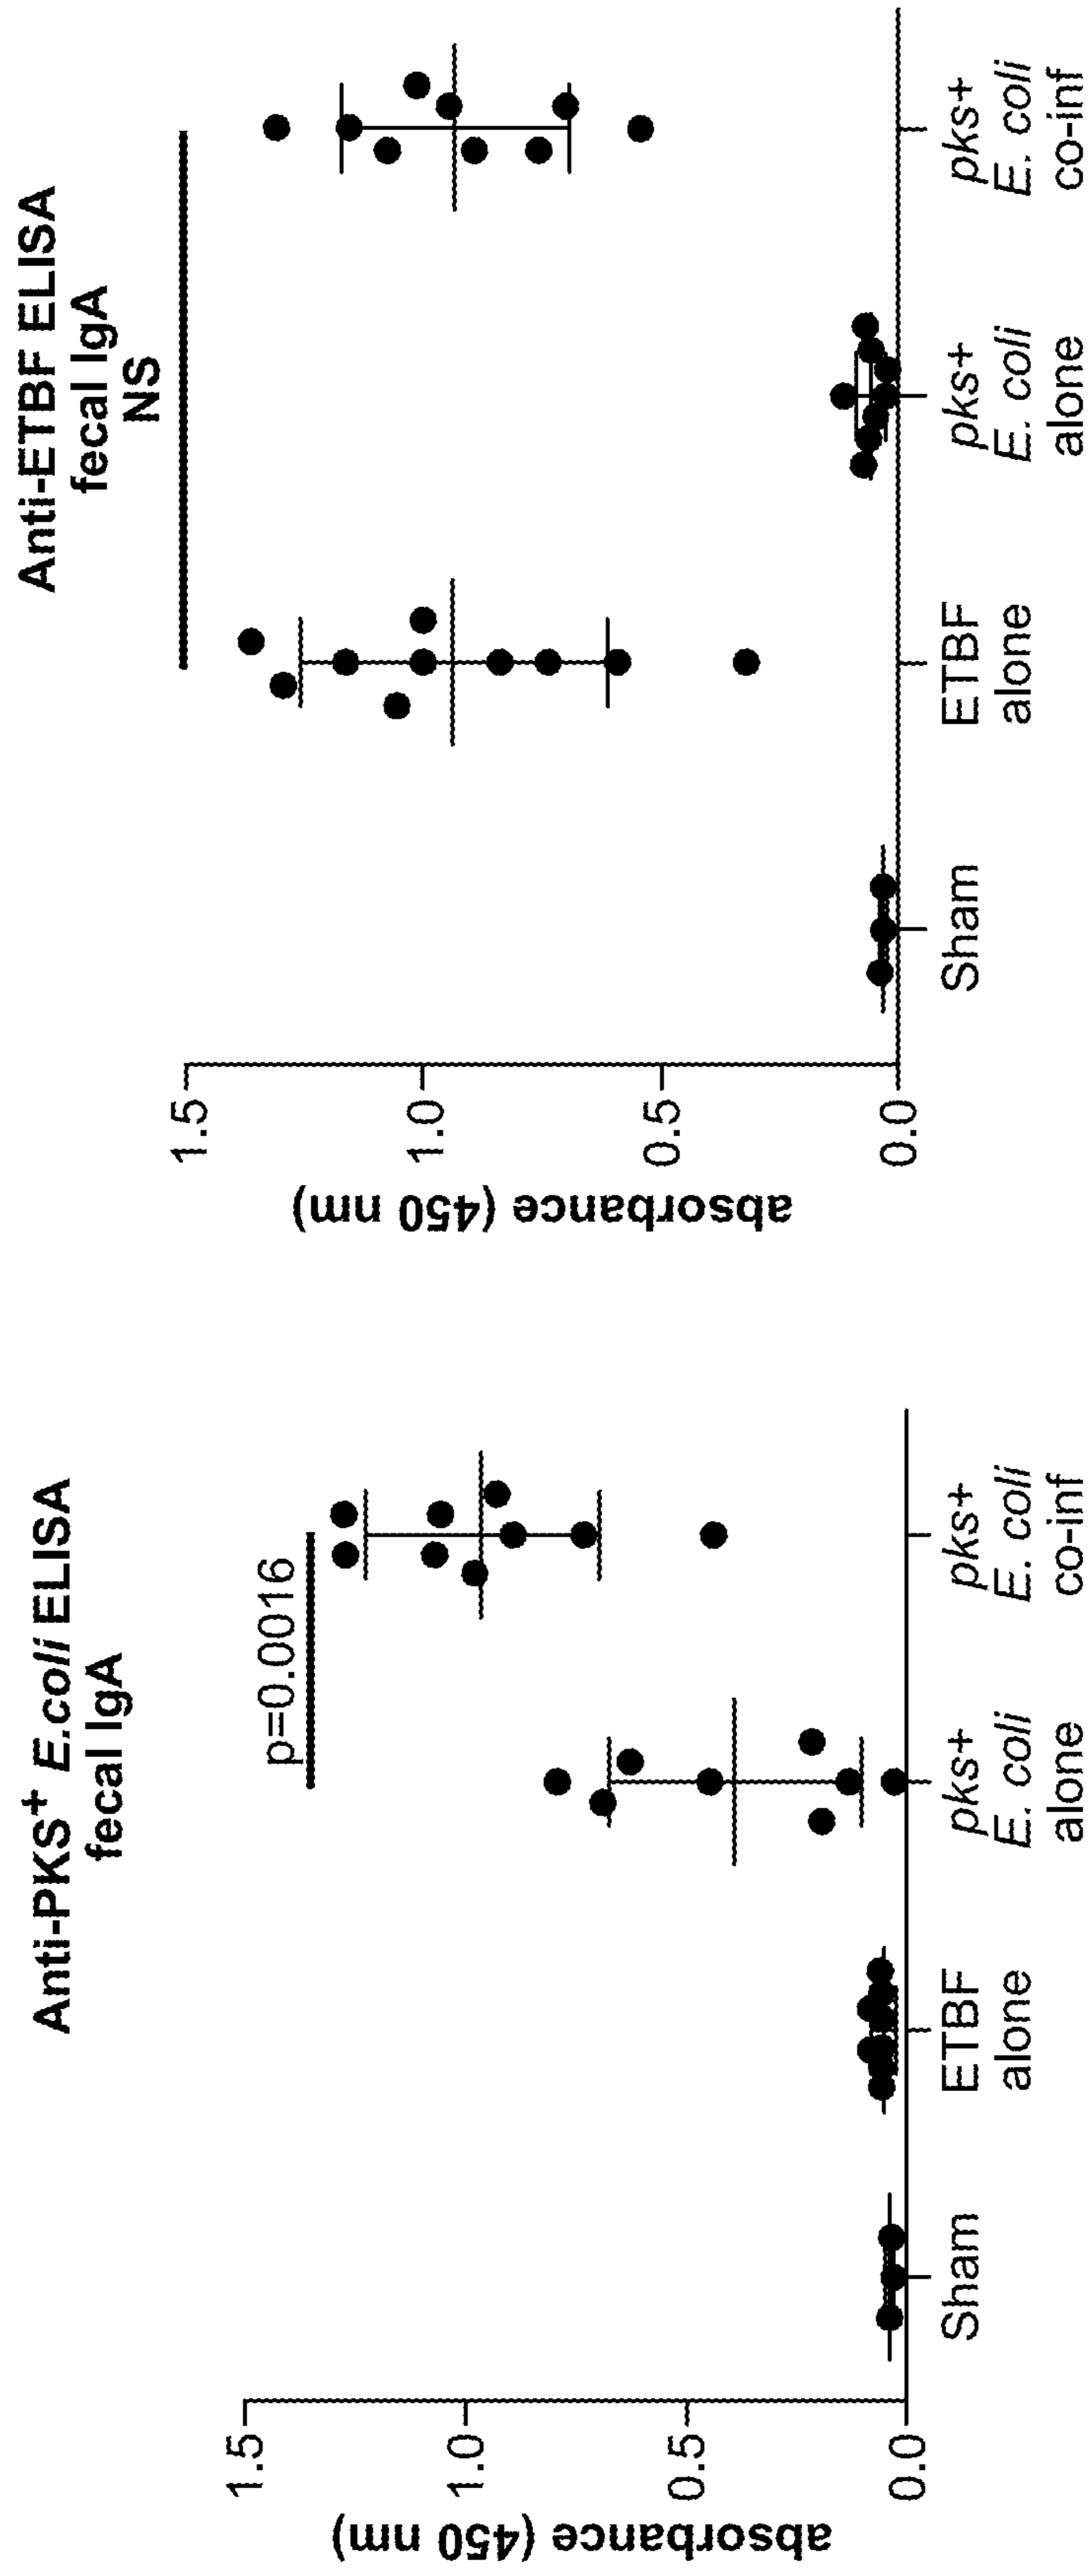 Anti-PKS+ E.coli ELISA
fecal IgA
p=0.0016
absorbance (450 nm)
1.5
1.0
0.5
0.0
Sham
ETBF
alone
pks+
E. coli
alone
pks+
E. coli
co-inf
Anti-ETBF ELISA
fecal IgA
NS
absorbance (450 nm)
1.5
1.0
0.5
0.0
Sham
ETBF
alone
pks+
E. coli
alone
pks+
E. coli
co-inf